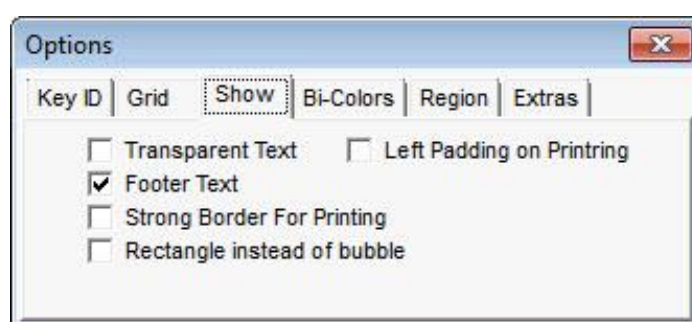 Options
Key ID Grid Show Bi-Colors Region Extras
Transparent Text Left Padding on Printring
Footer Text
Strong Border For Printing
Rectangle instead of bubble